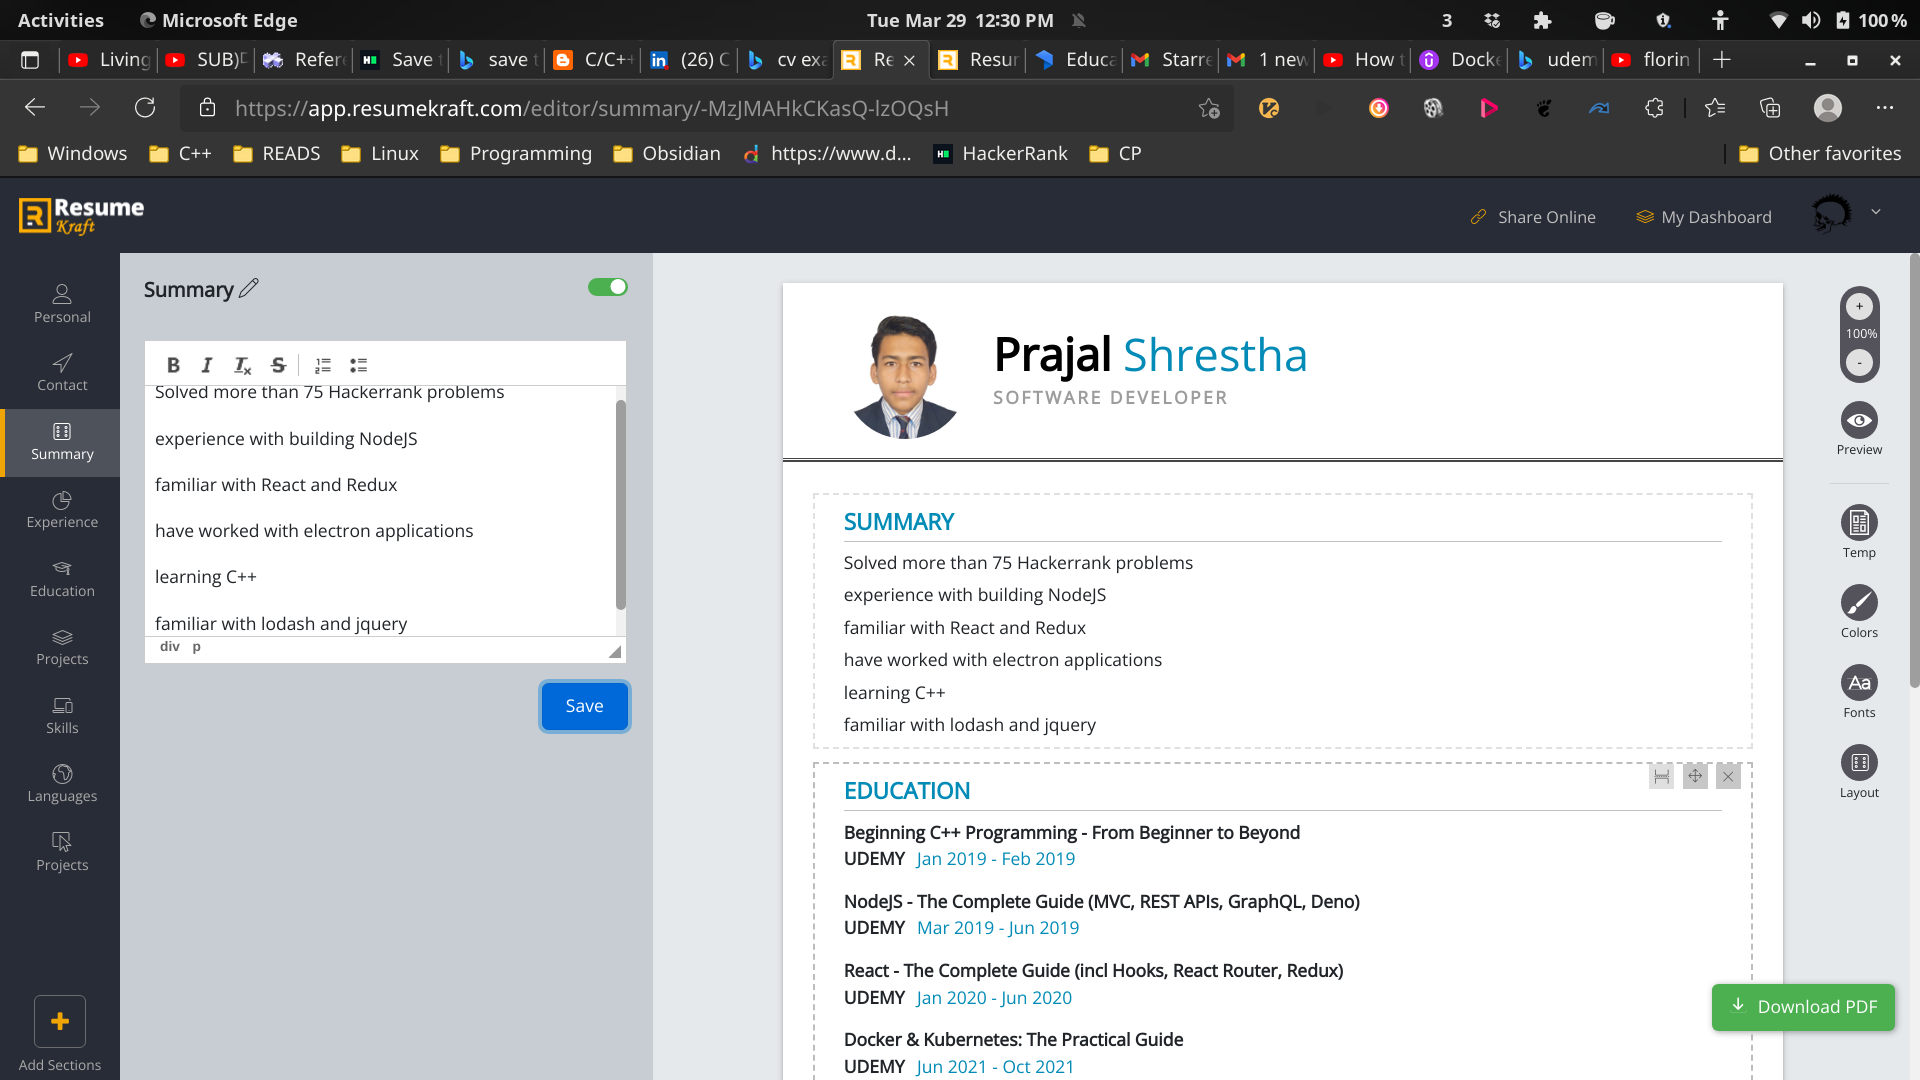 Activities
Microsoft Edge
Tue Mar 29 12:30 PM
3
100 %
Living
SUB)
Refer
Save
save
C/C++
(26)
cv exa
Re
Resur
Educa
Starre
1 new
How
Docke
udem
florin
https://app.resumekraft.com/editor/summary/-MzJMAHkCKasQ-lzOQsH
Windows
C++
READS
Linux
Programming
Obsidian
https://www.d...
HackerRank
CP
Other favorites
Resume
Kraft
Share Online
My Dashboard
Personal
Contact
Summary
Experience
Education
Projects
Skills
Languages
Projects
Add Sections
Summary
B I Tx S
Solved more than 75 Hackerrank problems
experience with building NodeJS
familiar with React and Redux
have worked with electron applications
learning C++
familiar with lodash and jquery
div p
Save
Prajal Shrestha
SOFTWARE DEVELOPER
SUMMARY
Solved more than 75 Hackerrank problems
experience with building NodeJS
familiar with React and Redux
have worked with electron applications
learning C++
familiar with lodash and jquery
EDUCATION
Beginning C++ Programming - From Beginner to Beyond
UDEMY Jan 2019 - Feb 2019
NodeJS - The Complete Guide (MVC, REST APIs, GraphQL, Deno)
UDEMY Mar 2019 - Jun 2019
React - The Complete Guide (incl Hooks, React Router, Redux)
UDEMY Jan 2020 - Jun 2020
Docker & Kubernetes: The Practical Guide
UDEMY Jun 2021 - Oct 2021
+
100%
-
Preview
Temp
Colors
Aa
Fonts
Layout
Download PDF